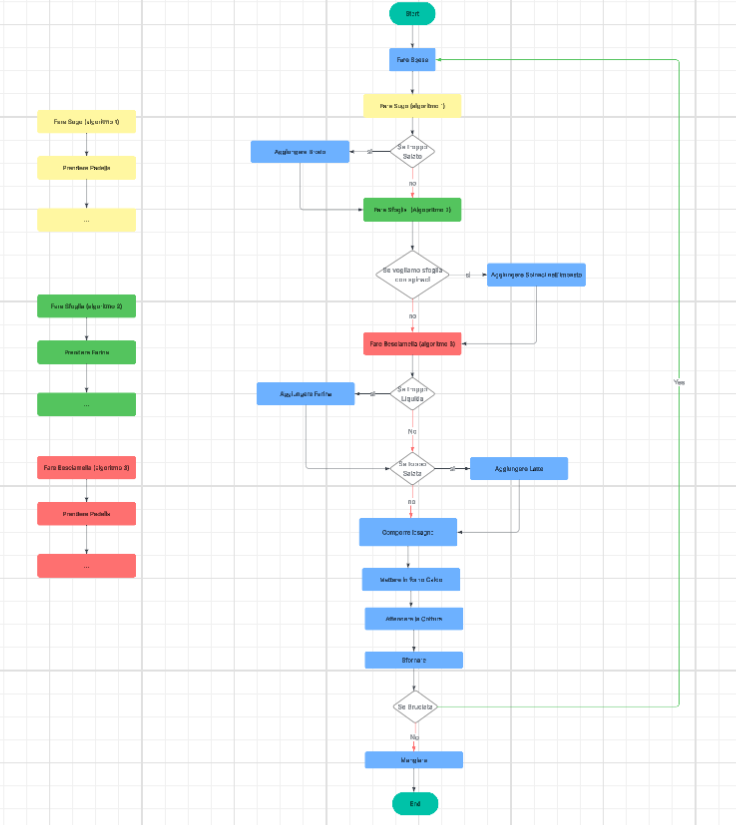 Start
Fare Spesa
Fare Sugo (algoritmo 1)
Se troppo
Salato
si
Aggiungere
no
Fare Sfoglia (Algoritmo 2)
Se vogliamo sfoglia
con spinaci
si
Aggiungere Spinaci nell'impasto
no
Fare Besciamella (algoritmo 3)
Se troppo
Liquida
si
Aggiungere Farina
No
Se troppo
Salata
si
Aggiungere Latte
no
Comporre lasagna
Mettere in forno Caldo
Attendere la Cottura
Sfornare
Se Bruciata
Yes
No
Mangiare
End
Fare Sugo (algoritmo 1)
Prendere Padella
...
Fare Sfoglia (algoritmo 2)
Prendere Farina
...
Fare Besciamella (algoritmo 3)
Prendere Padella
...